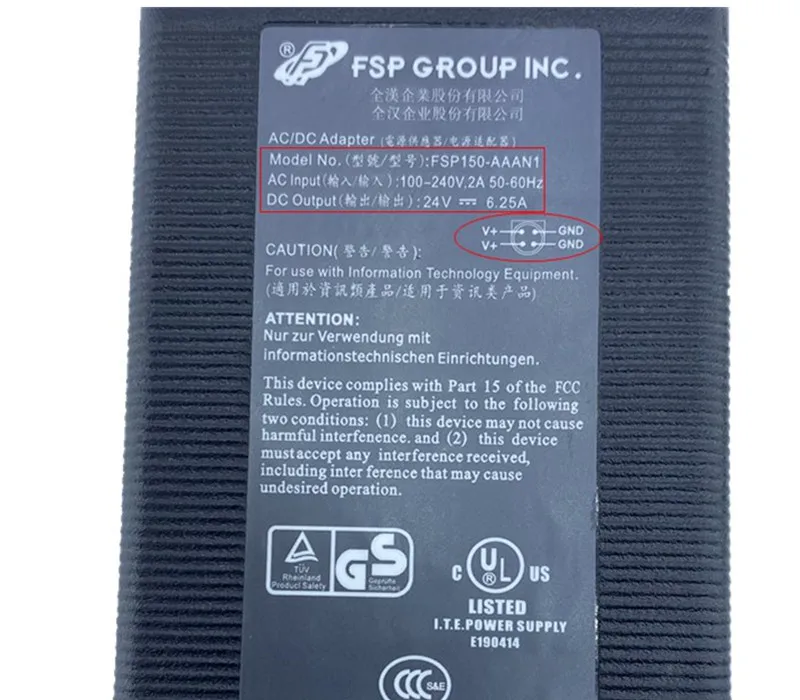 ® FSP GROUP INC.
全漢企業股份有限公司
全汉企业股份有限公司
AC/DC Adapter (電源供應器/电源适配器)
Model No.(型號/型号):FSP150-AAAN1
AC Input(輸入/输入):100-240V,2A 50-60Hz
DC Output(輸出/输出):24V ⎓ 6.25A
V+ GND
V+ GND
CAUTION(警告/警告):
For use with Information Technology Equipment.
(適用於資訊類產品/适用于资讯类产品)
ATTENTION:
Nur zur Verwendung mit
informationstechnischen Einrichtungen.
This device complies with Part 15 of the FCC
Rules. Operation is subject to the following
two conditions: (1) this device may not cause
harmful interfenence. and (2) this device
must accept any interference received,
including inter ference that may cause
undesired operation.
TÜV
Rheinland
Product Safety
GS
Geprüfte
Sicherheit
C UL ® US
LISTED
I.T.E. POWER SUPPLY
E190414
CCC S&E